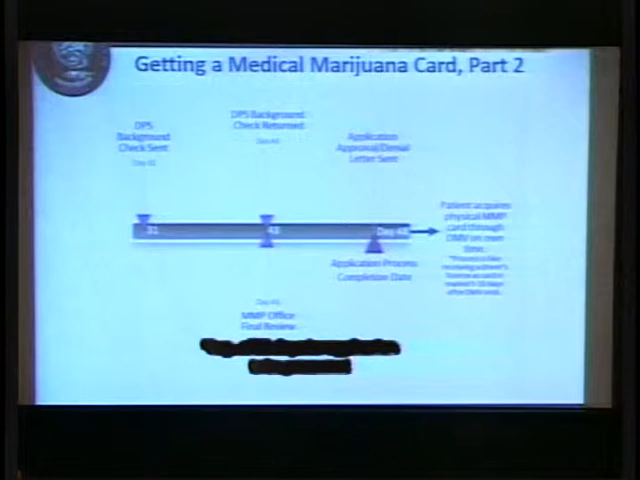 Getting a Medical Marijuana Card, Part 2
DPS
Background
Check Sent
Day 31
DPS Background
Check Returned
Application
Approval/Denial
Letter Sent
31
43
Day
Application Process
Completion Date
Patient acquires
physical MMP
card through
DMV on own
time.
MMP Office
Final Review